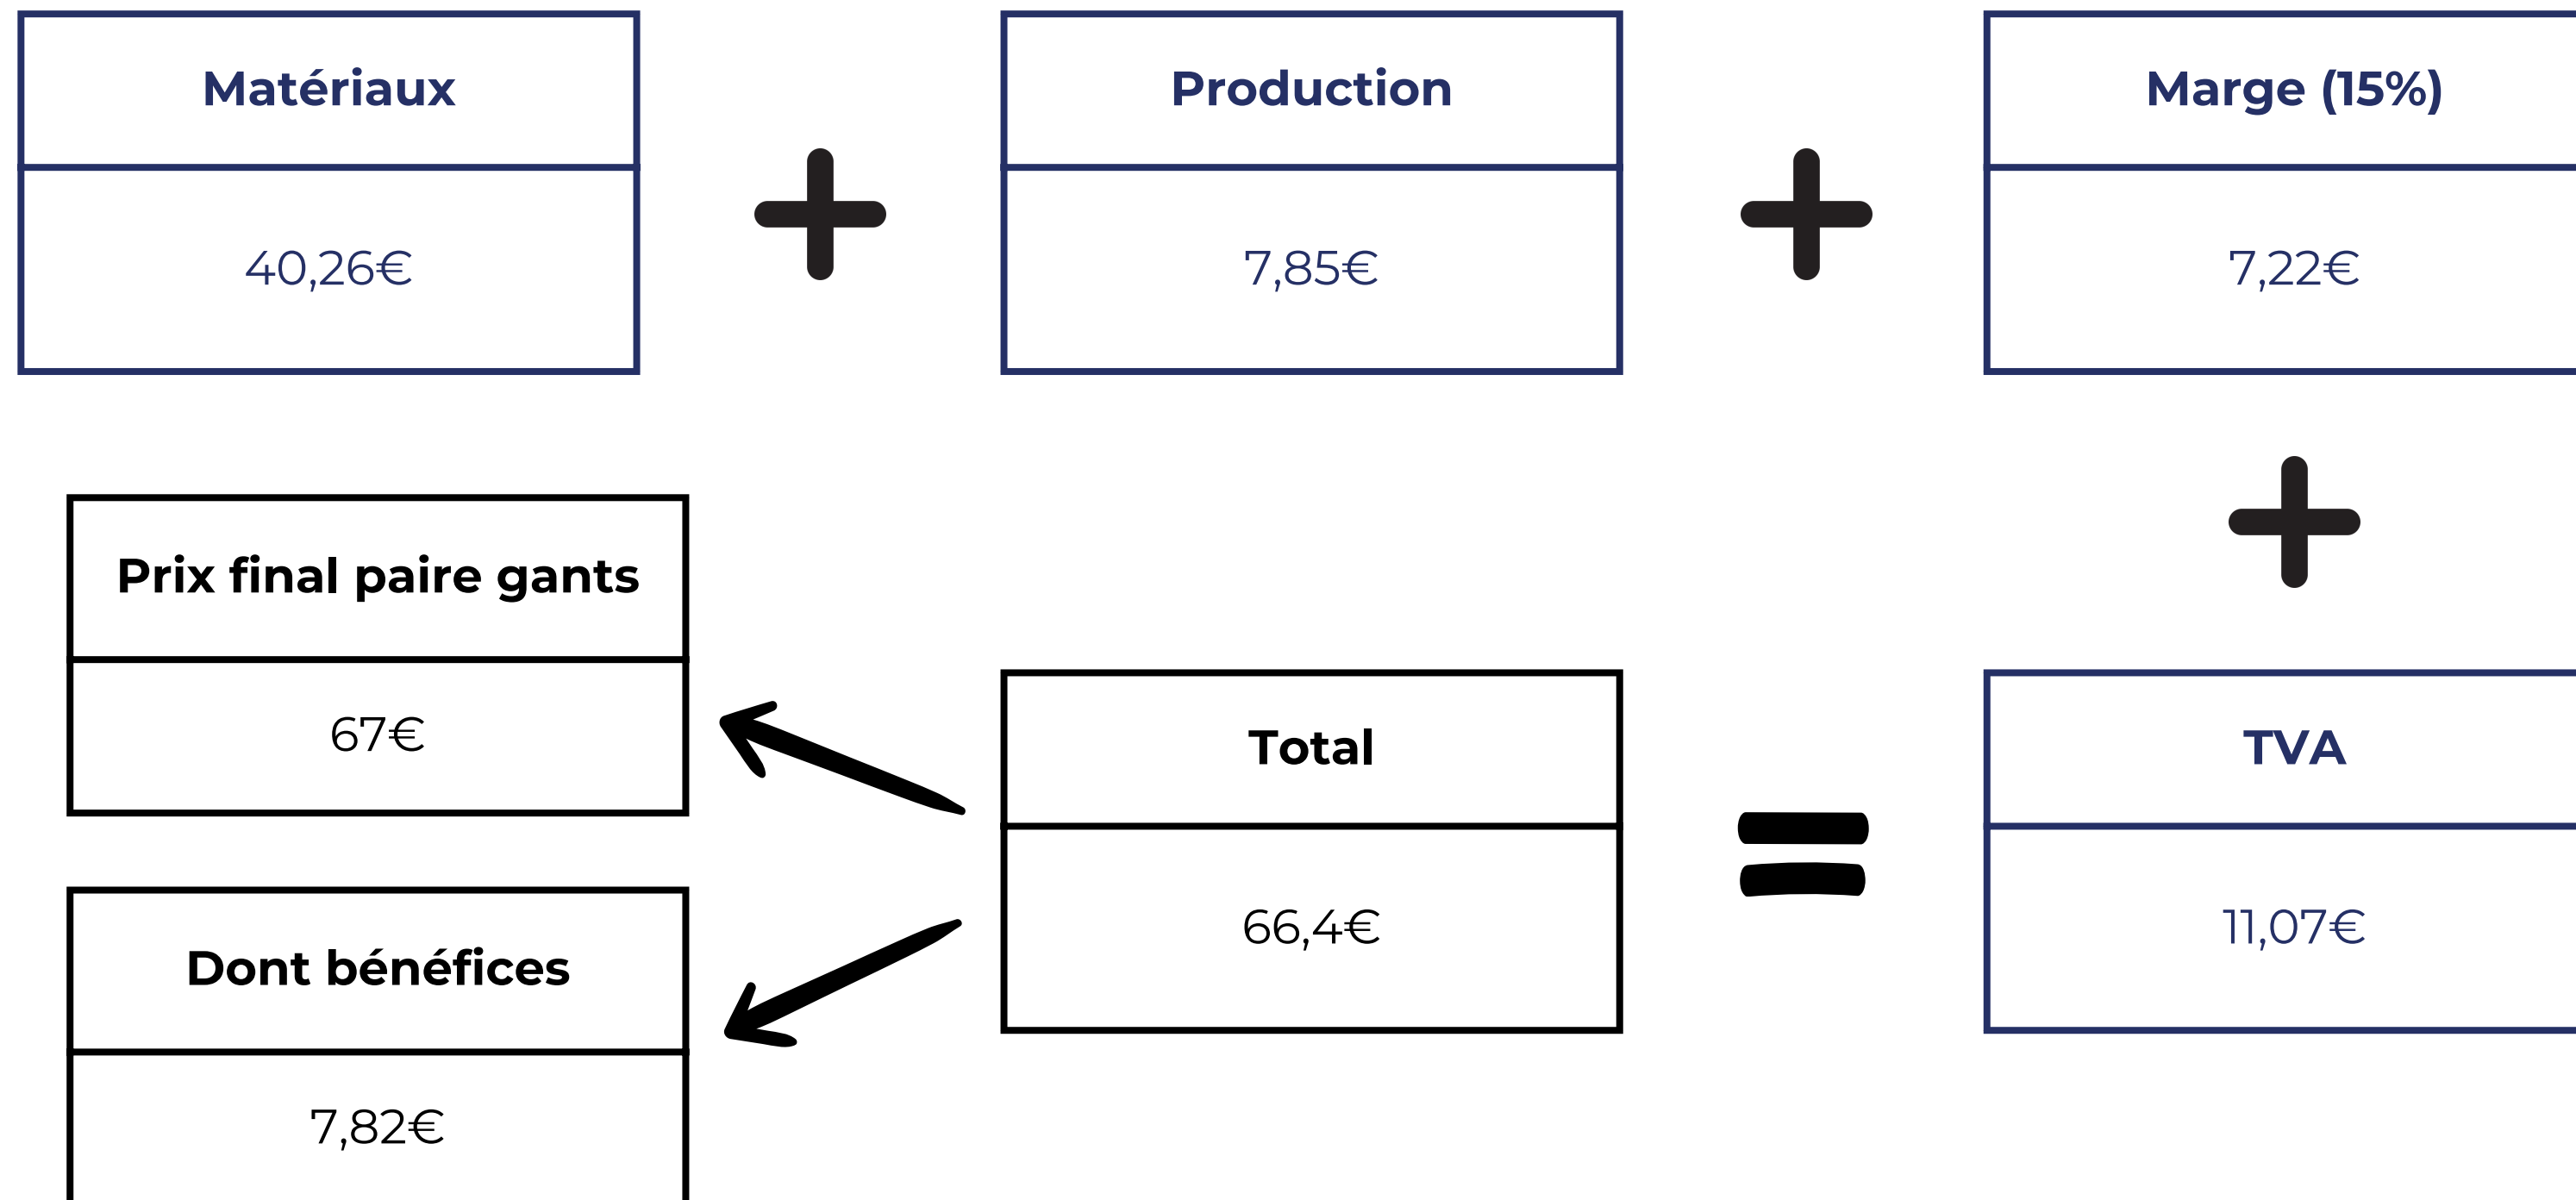 Matériaux
40,26€
Production
7,85€
Marge (15%)
7,22€
TVA
11,07€
Total
66,4€
Prix final paire gants
67€
Dont bénéfices
7,82€